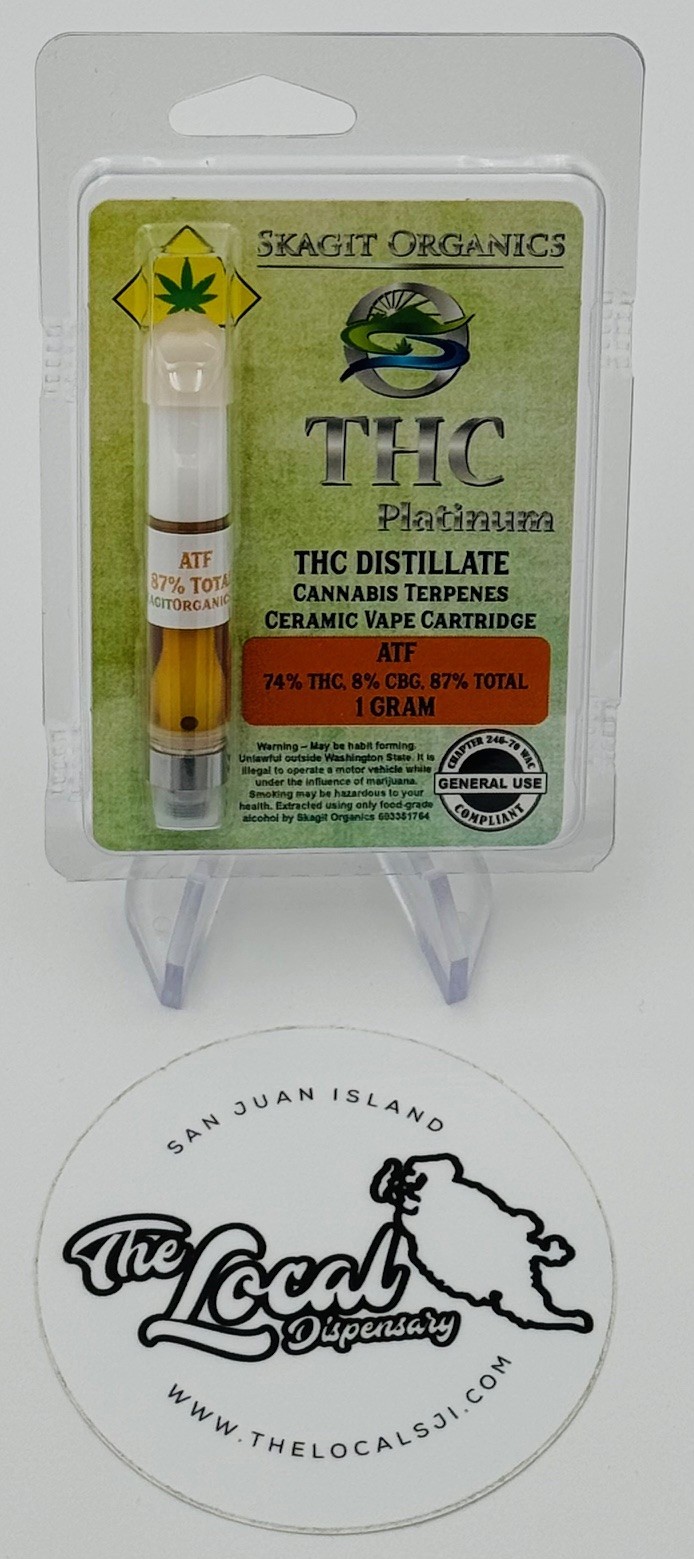 SKAGIT ORGANICS
THC
Platinum
THC DISTILLATE
CANNABIS TERPENES
CERAMIC VAPE CARTRIDGE
ATF
74% THC, 8% CBG, 87% TOTAL
1 GRAM
Warning – May be habit forming.
Unlawful outside Washington State. It is
illegal to operate a motor vehicle while
under the influence of marijuana.
Smoking may be hazardous to your
health. Extracted using only food-grade
alcohol by Skagit Organics 603351764
CHAPTER 246-70 WAC
GENERAL USE
COMPLIANT
ATF
87% TOTAL
AGITORGANICS
SAN JUAN ISLAND
The
Local
Dispensary
WWW.THELOCALSJI.COM